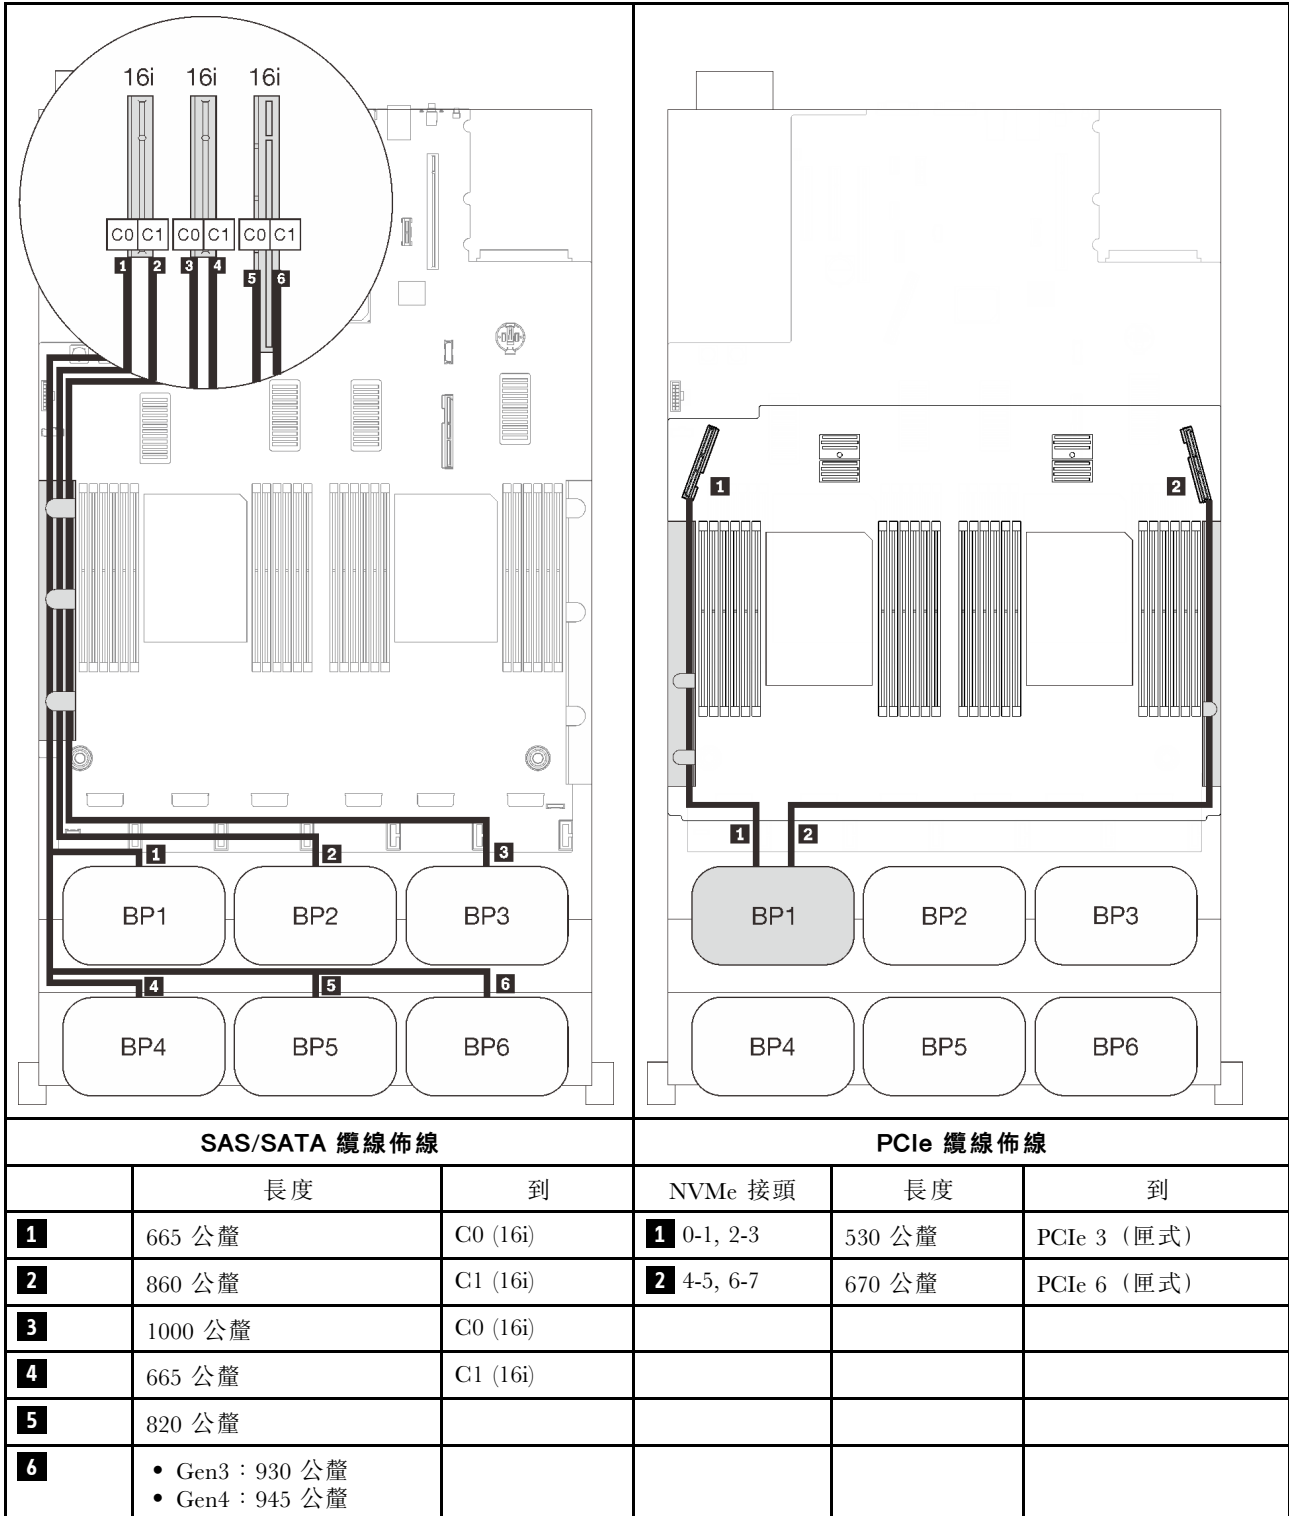 16i 16i 16i
C0 C1 C0 C1 C0 C1
1 2 3 4 5 6
1 2 3
BP1 BP2 BP3
4 5 6
BP4 BP5 BP6
1 2
1 2
BP1 BP2 BP3
BP4 BP5 BP6
SAS/SATA 纜線佈線 PCIe 纜線佈線
長度 到 NVMe 接頭 長度 到
1 665 公釐 C0 (16i) 1 0-1, 2-3 530 公釐 PCIe 3（匣式）
2 860 公釐 C1 (16i) 2 4-5, 6-7 670 公釐 PCIe 6（匣式）
3 1000 公釐 C0 (16i)
4 665 公釐 C1 (16i)
5 820 公釐
6 • Gen3：930 公釐
• Gen4：945 公釐